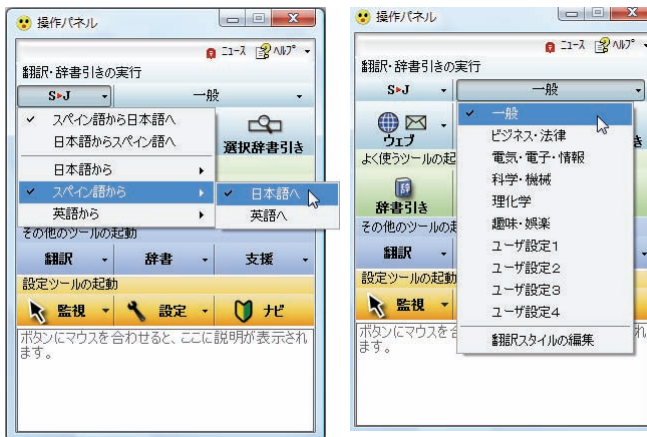 操作パネル
ニュース ヘルプ
翻訳・辞書引きの実行
S▸J 一般
スペイン語から日本語へ
日本語からスペイン語へ
選択辞書引き
日本語から
スペイン語から
英語から
日本語へ
英語へ
その他のツールの起動
翻訳 辞書 支援
設定ツールの起動
監視 設定 ナビ
ボタンにマウスを合わせると、ここに説明が表示され
ます。
操作パネル
ニュース ヘルプ
翻訳・辞書引きの実行
S▸J 一般
ウェブ
よく使うツールの起
辞書引き
その他のツールの起
翻訳
設定ツールの起動
監視
ボタンにマウスを
ます。
一般
ビジネス・法律
電気・電子・情報
科学・機械
理化学
趣味・娯楽
ユーザ設定1
ユーザ設定2
ユーザ設定3
ユーザ設定4
翻訳スタイルの編集